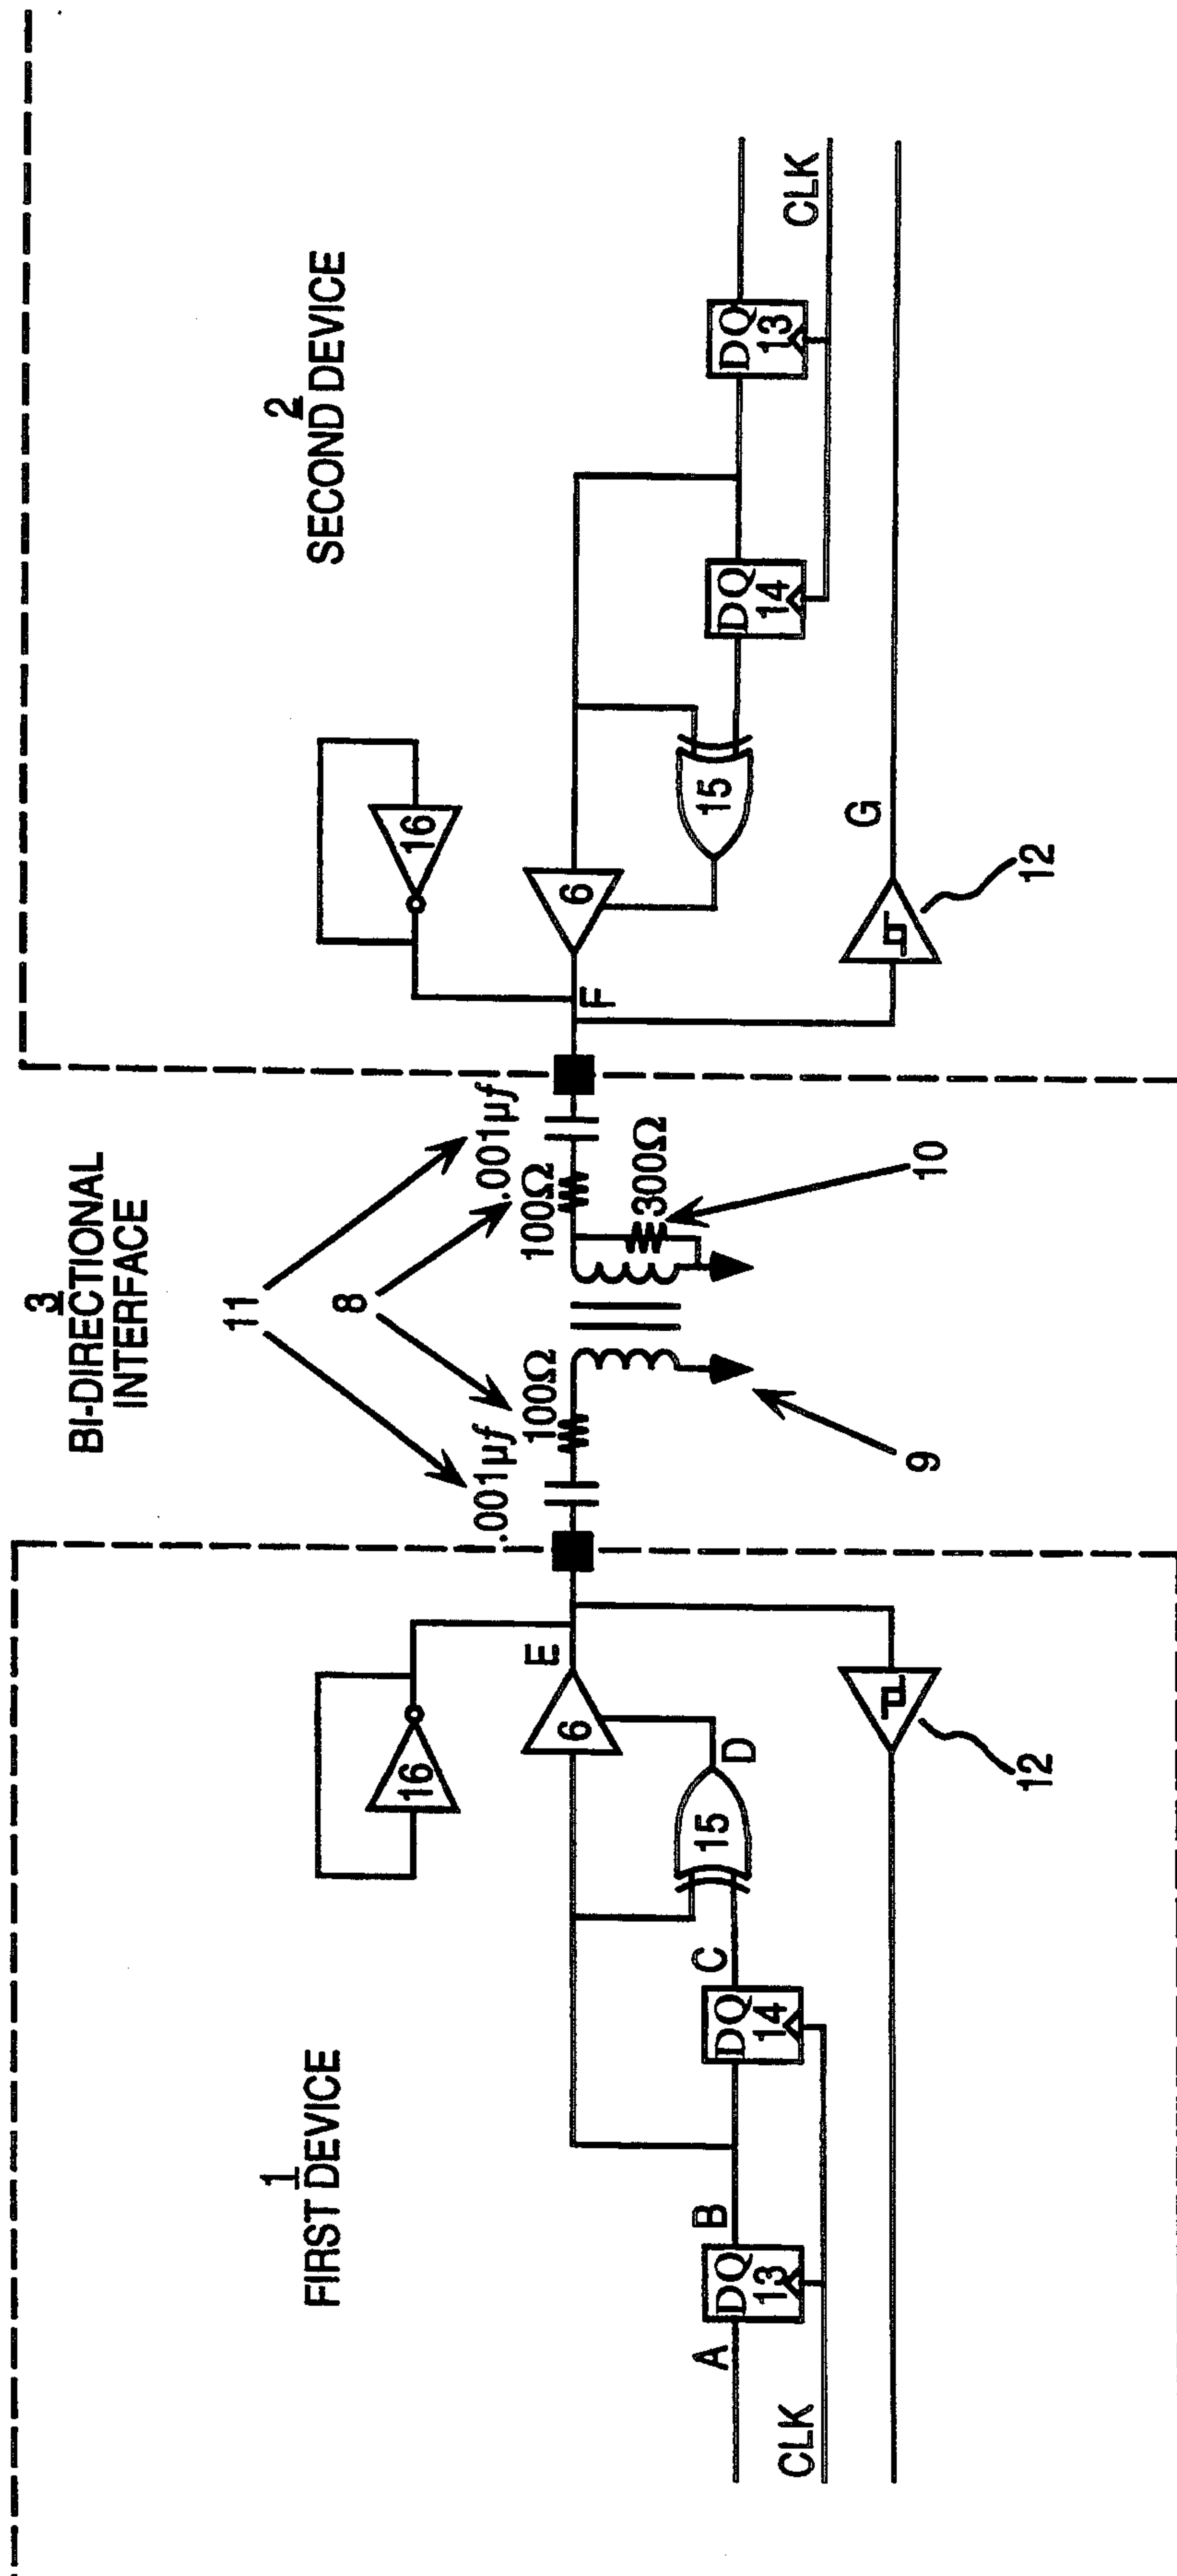 3
BI-DIRECTIONAL
INTERFACE
1
FIRST DEVICE
2
SECOND DEVICE
11
8
.001µf
100Ω
100Ω
.001µf
300Ω
10
9
16
16
6
E
F
6
A
DQ
13
B
DQ
14
C
15
D
15
DQ
14
DQ
13
CLK
CLK
G
12
12